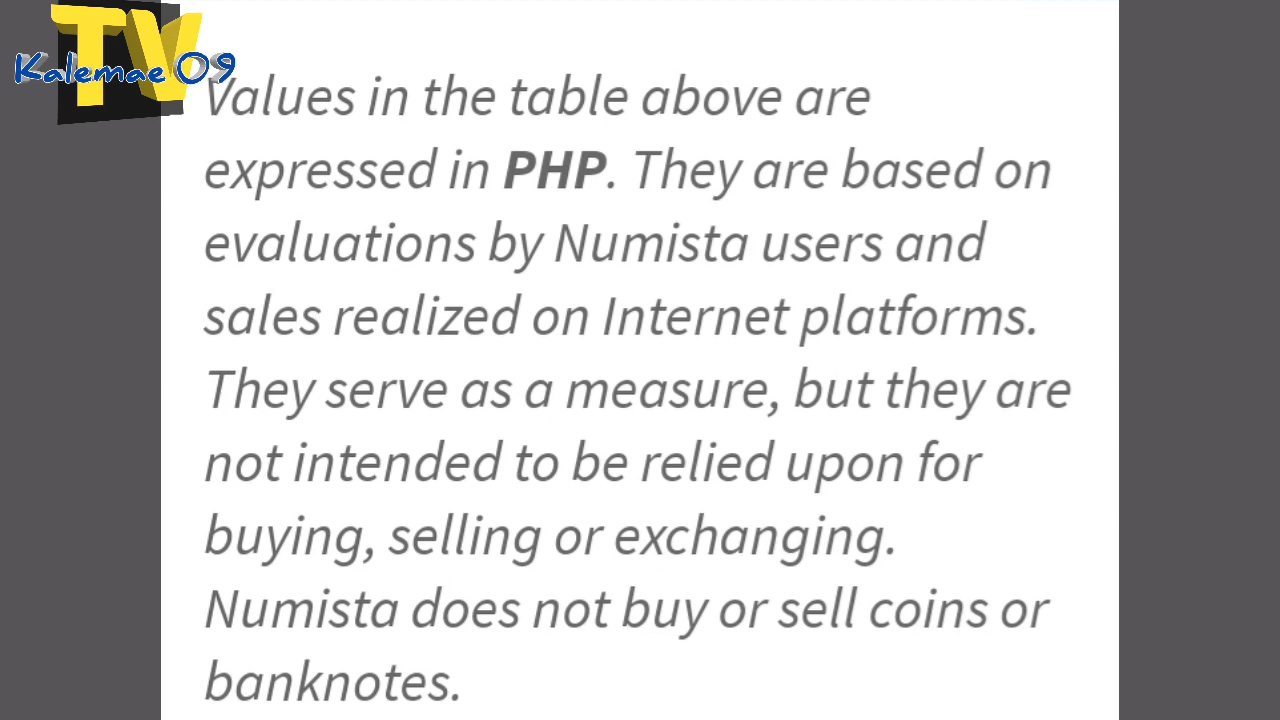 TV
Kalemae 09
Values in the table above are
expressed in PHP. They are based on
evaluations by Numista users and
sales realized on Internet platforms.
They serve as a measure, but they are
not intended to be relied upon for
buying, selling or exchanging.
Numista does not buy or sell coins or
banknotes.